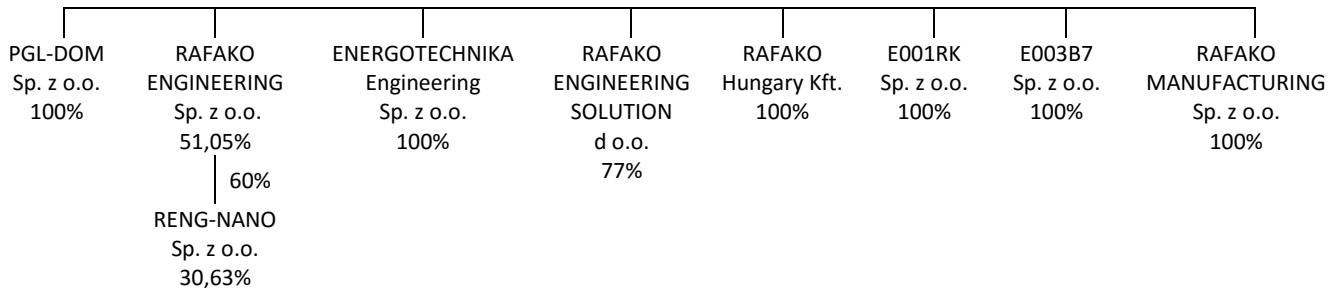 PGL-DOM
Sp. z o.o.
100%
RAFAKO
ENGINEERING
Sp. z o.o.
51,05%
60%
RENG-NANO
Sp. z o.o.
30,63%
ENERGOTECHNIKA
Engineering
Sp. z o.o.
100%
RAFAKO
ENGINEERING
SOLUTION
d o.o.
77%
RAFAKO
Hungary Kft.
100%
E001RK
Sp. z o.o.
100%
E003B7
Sp. z o.o.
100%
RAFAKO
MANUFACTURING
Sp. z o.o.
100%